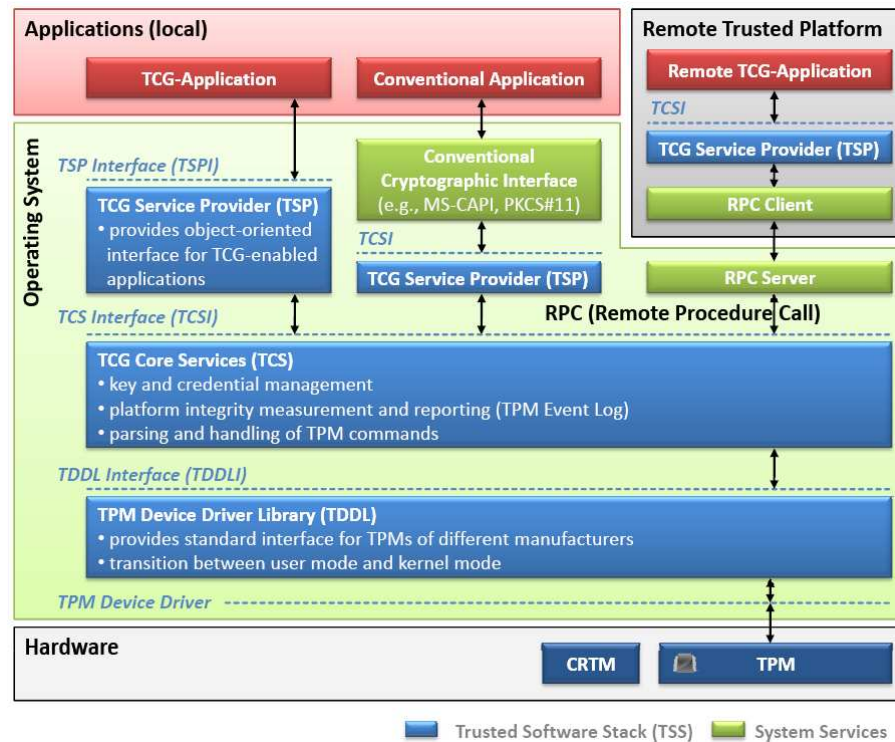 Applications (local)
TCG-Application
Conventional Application
Remote Trusted Platform
Remote TCG-Application
TCSI
TCG Service Provider (TSP)
RPC Client
Operating System
TSP Interface (TSPI)
TCG Service Provider (TSP)
• provides object-oriented
interface for TCG-enabled
applications
Conventional
Cryptographic Interface
(e.g., MS-CAPI, PKCS#11)
TCSI
TCG Service Provider (TSP)
RPC Server
TCS Interface (TCSI)
RPC (Remote Procedure Call)
TCG Core Services (TCS)
• key and credential management
• platform integrity measurement and reporting (TPM Event Log)
• parsing and handling of TPM commands
TDDL Interface (TDDLI)
TPM Device Driver Library (TDDL)
• provides standard interface for TPMs of different manufacturers
• transition between user mode and kernel mode
TPM Device Driver
Hardware
CRTM
TPM
Trusted Software Stack (TSS)
System Services